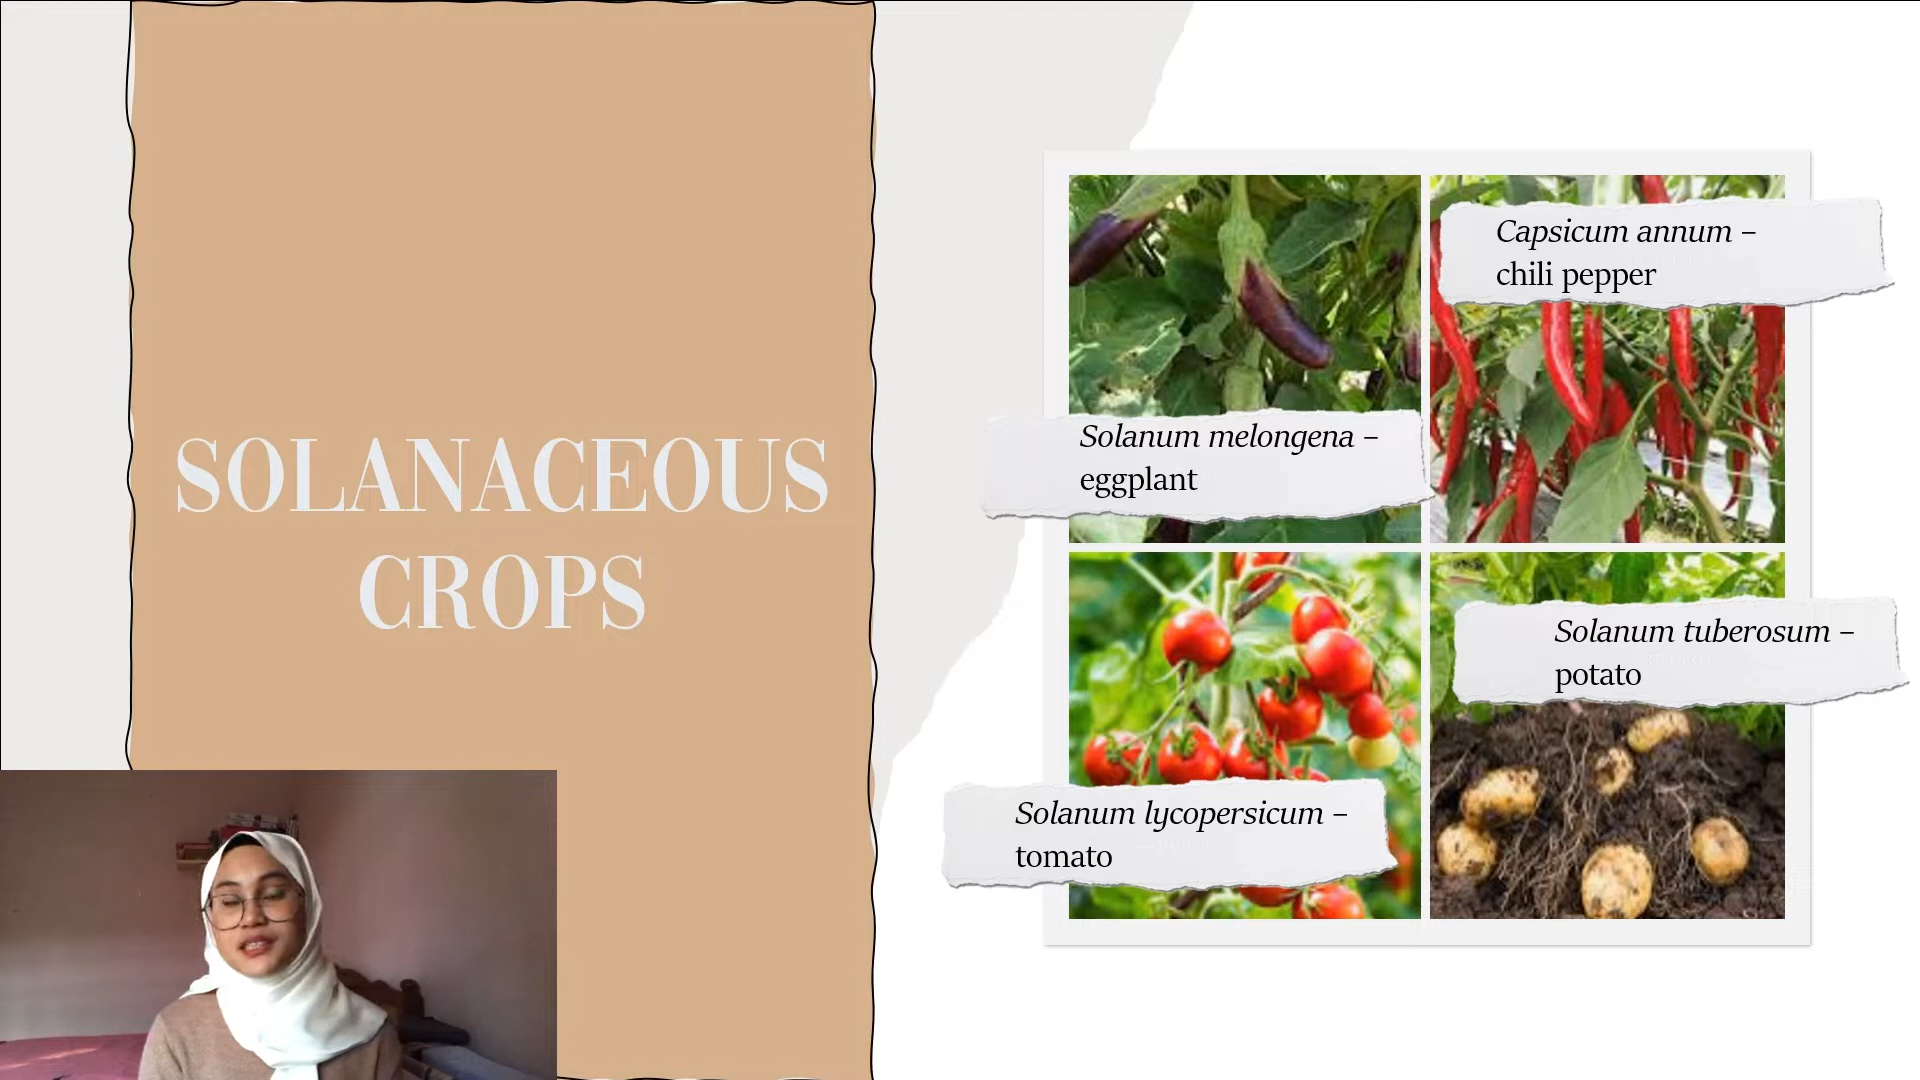 SOLANACEOUS
CROPS
Capsicum annum –
chili pepper
Solanum melongena –
eggplant
Solanum tuberosum –
potato
Solanum lycopersicum –
tomato